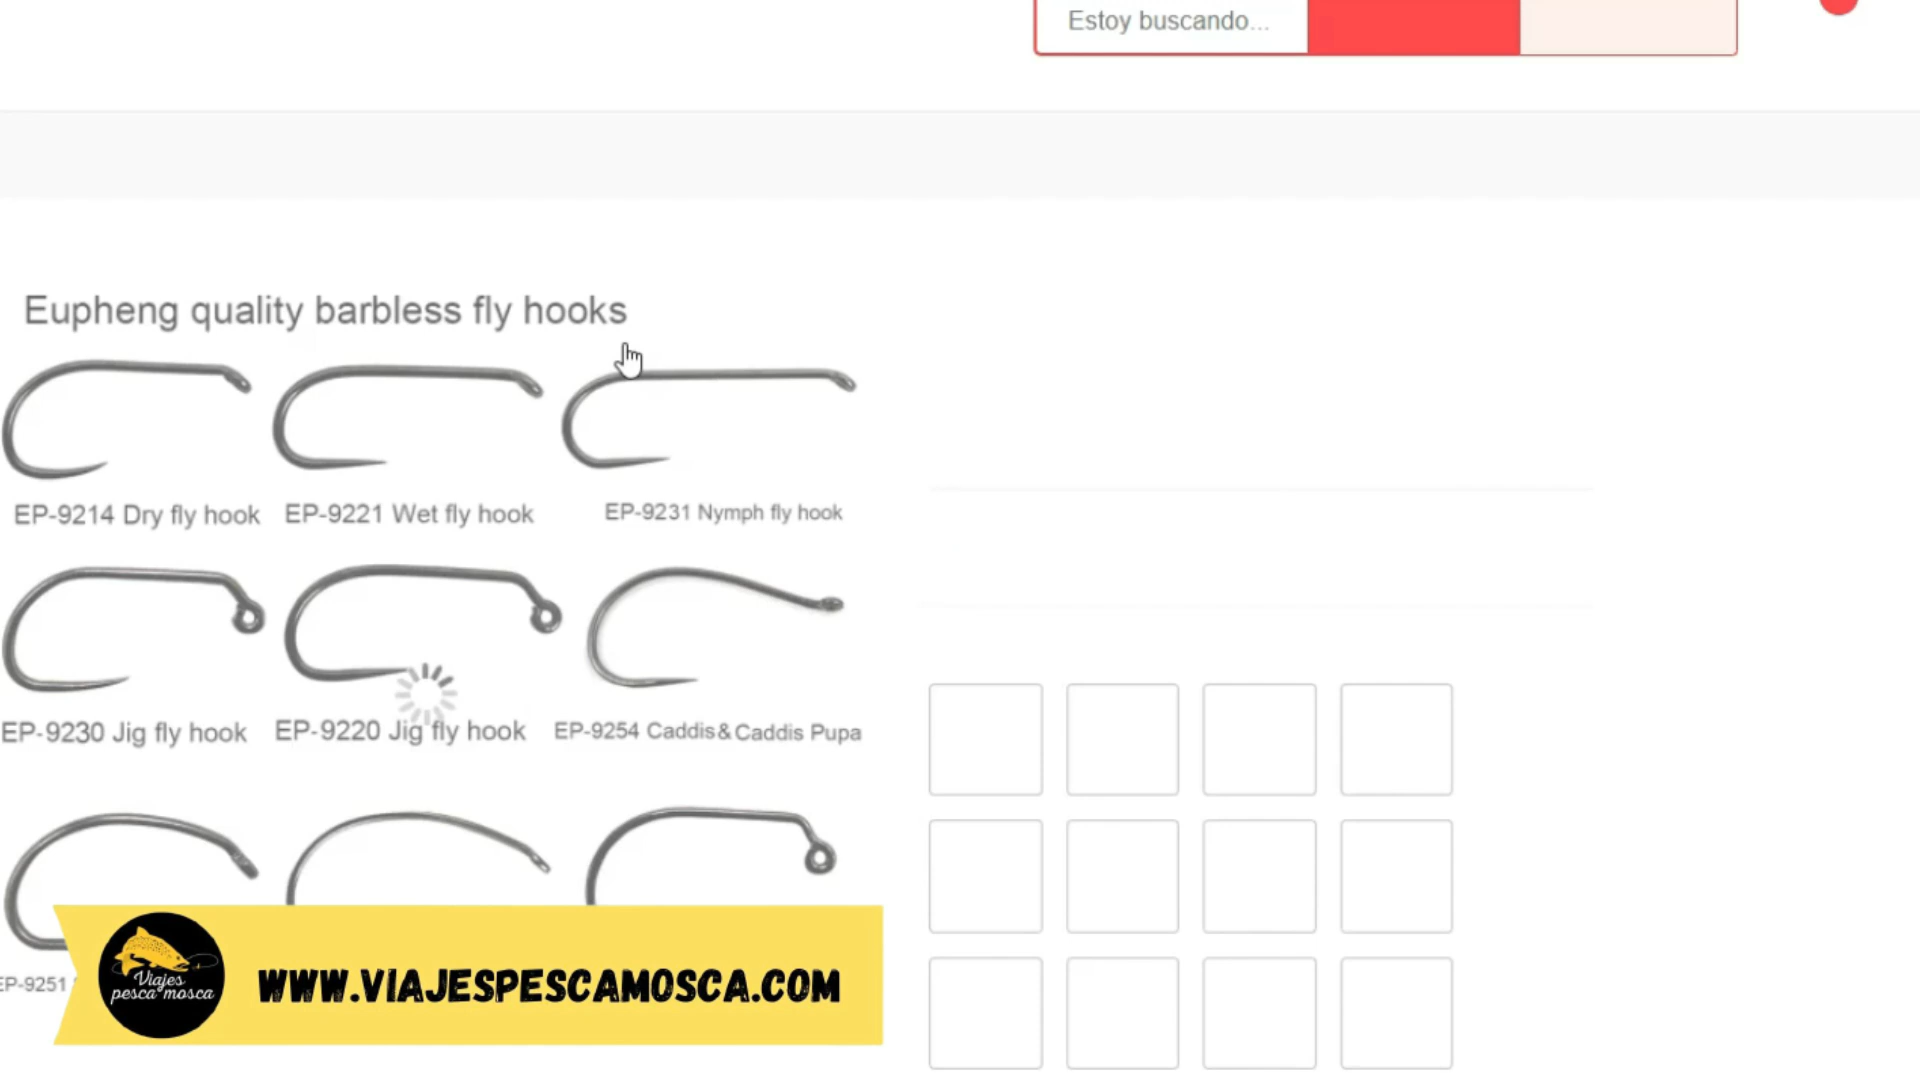 Estoy buscando...
Eupheng quality barbless fly hooks
EP-9214 Dry fly hook EP-9221 Wet fly hook EP-9231 Nymph fly hook
EP-9230 Jig fly hook EP-9220 Jig fly hook EP-9254 Caddis&Caddis Pupa
EP-9251
Viajes
pesca mosca
WWW.VIAJESPESCAMOSCA.COM